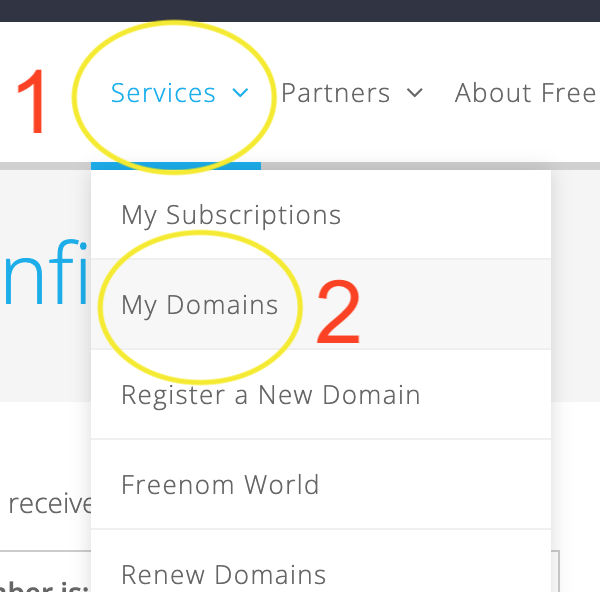 1
Services
Partners
About Free
My Subscriptions
nfi
My Domains
2
Register a New Domain
Freenom World
receive
Renew Domains
mber is: